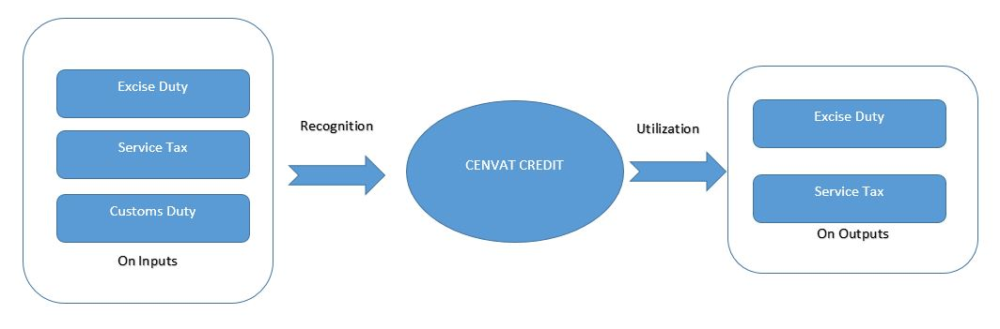 Excise Duty
Service Tax
Customs Duty
On Inputs
Recognition
CENVAT CREDIT
Utilization
Excise Duty
Service Tax
On Outputs